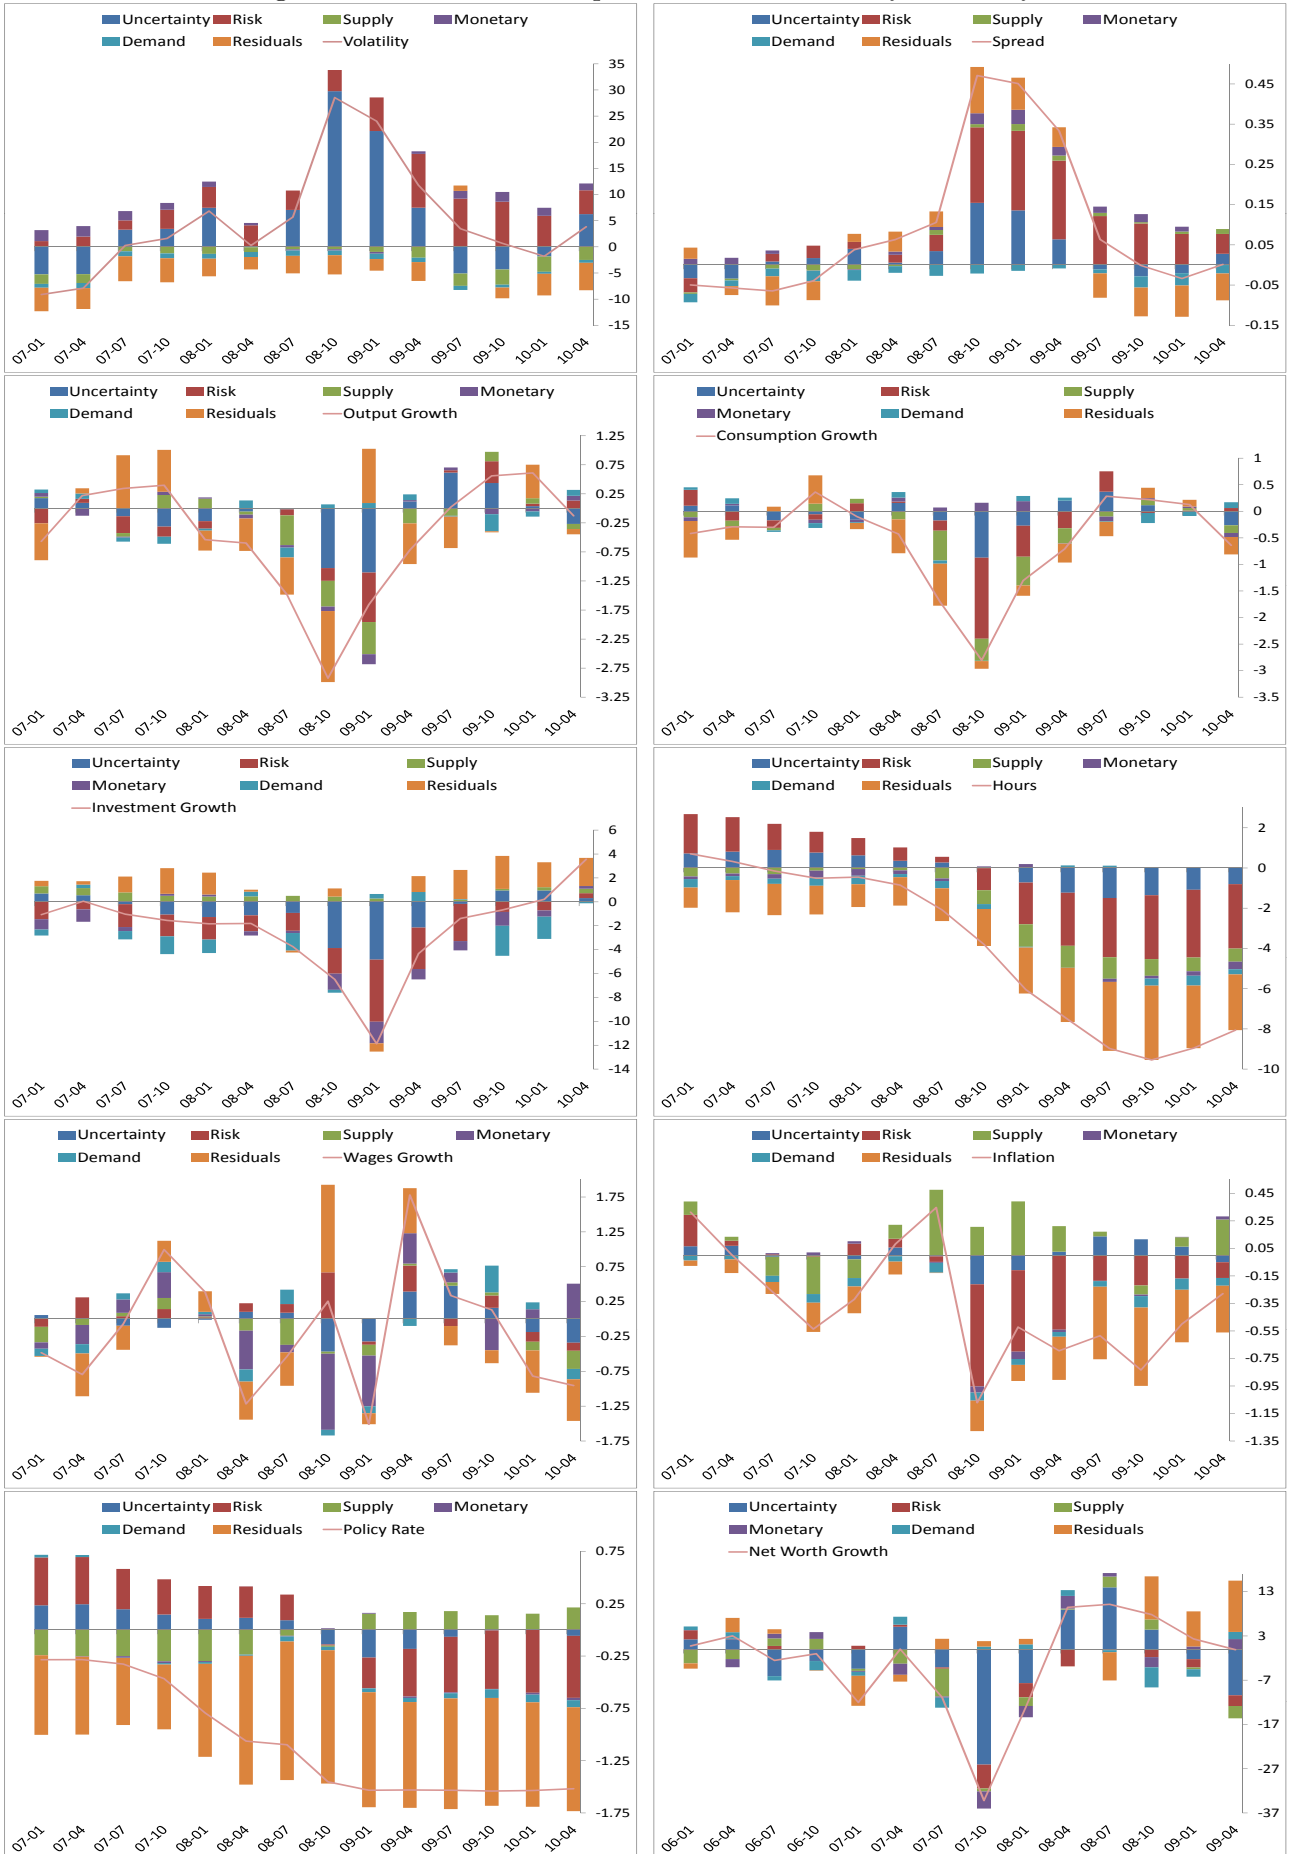 Uncertainty Risk Supply Monetary
Demand Residuals Volatility
35
30
25
20
15
10
5
0
-5
-10
-15
07-01 07-04 07-07 07-10 08-01 08-04 08-07 08-10 09-01 09-04 09-07 09-10 10-01 10-04
Uncertainty Risk Supply Monetary
Demand Residuals Spread
0.45
0.35
0.25
0.15
0.05
-0.05
-0.15
07-01 07-04 07-07 07-10 08-01 08-04 08-07 08-10 09-01 09-04 09-07 09-10 10-01 10-04
Uncertainty Risk Supply Monetary
Demand Residuals Output Growth
1.25
0.75
0.25
-0.25
-0.75
-1.25
-1.75
-2.25
-2.75
-3.25
07-01 07-04 07-07 07-10 08-01 08-04 08-07 08-10 09-01 09-04 09-07 09-10 10-01 10-04
Uncertainty Risk Supply
Monetary Demand Residuals
Consumption Growth
1
0.5
0
-0.5
-1
-1.5
-2
-2.5
-3
-3.5
07-01 07-04 07-07 07-10 08-01 08-04 08-07 08-10 09-01 09-04 09-07 09-10 10-01 10-04
Uncertainty Risk Supply
Monetary Demand Residuals
Investment Growth
6
4
2
0
-2
-4
-6
-8
-10
-12
-14
07-01 07-04 07-07 07-10 08-01 08-04 08-07 08-10 09-01 09-04 09-07 09-10 10-01 10-04
Uncertainty Risk Supply Monetary
Demand Residuals Hours
2
0
-2
-4
-6
-8
-10
07-01 07-04 07-07 07-10 08-01 08-04 08-07 08-10 09-01 09-04 09-07 09-10 10-01 10-04
Uncertainty Risk Supply Monetary
Demand Residuals Wages Growth
1.75
1.25
0.75
0.25
-0.25
-0.75
-1.25
-1.75
07-01 07-04 07-07 07-10 08-01 08-04 08-07 08-10 09-01 09-04 09-07 09-10 10-01 10-04
Uncertainty Risk Supply Monetary
Demand Residuals Inflation
0.45
0.25
0.05
-0.15
-0.35
-0.55
-0.75
-0.95
-1.15
-1.35
07-01 07-04 07-07 07-10 08-01 08-04 08-07 08-10 09-01 09-04 09-07 09-10 10-01 10-04
Uncertainty Risk Supply Monetary
Demand Residuals Policy Rate
0.75
0.25
-0.25
-0.75
-1.25
-1.75
07-01 07-04 07-07 07-10 08-01 08-04 08-07 08-10 09-01 09-04 09-07 09-10 10-01 10-04
Uncertainty Risk Supply
Monetary Demand Residuals
Net Worth Growth
13
3
-7
-17
-27
-37
06-01 06-04 06-07 06-10 07-01 07-04 07-07 07-10 08-01 08-04 08-07 08-10 09-01 09-04